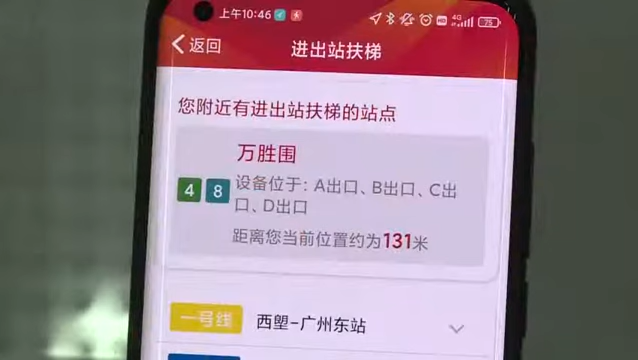 上午10:46
4G
75
返回
进出站扶梯
您附近有进出站扶梯的站点
万胜围
4 8
设备位于：A出口、B出口、C出
口、D出口
距离您当前位置约为131米
一号线
西塱-广州东站